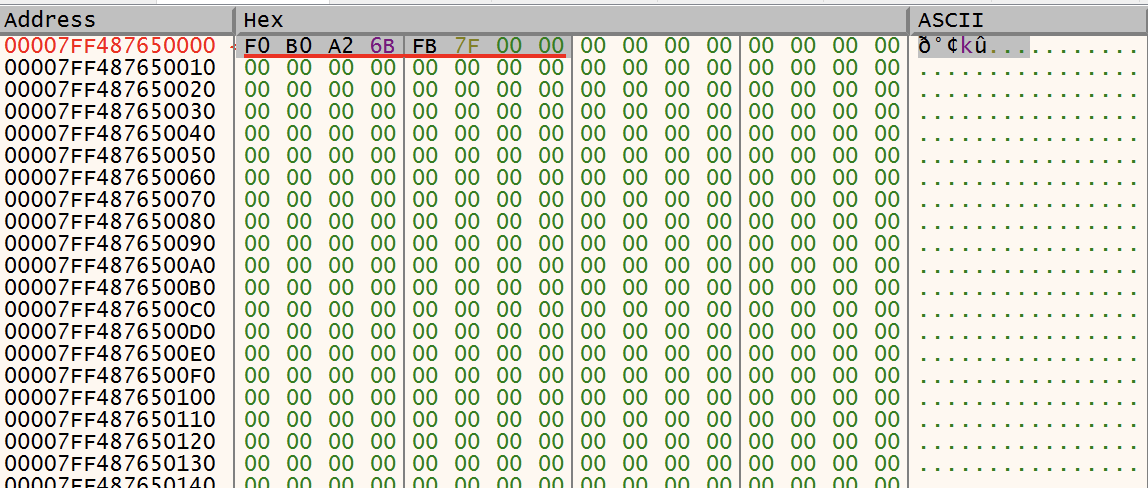 Address Hex ASCII
00007FF487650000 F0 B0 A2 6B FB 7F 00 00 00 00 00 00 00 00 00 00 ð°¢kû...........
00007FF487650010 00 00 00 00 00 00 00 00 00 00 00 00 00 00 00 00 ................
00007FF487650020 00 00 00 00 00 00 00 00 00 00 00 00 00 00 00 00 ................
00007FF487650030 00 00 00 00 00 00 00 00 00 00 00 00 00 00 00 00 ................
00007FF487650040 00 00 00 00 00 00 00 00 00 00 00 00 00 00 00 00 ................
00007FF487650050 00 00 00 00 00 00 00 00 00 00 00 00 00 00 00 00 ................
00007FF487650060 00 00 00 00 00 00 00 00 00 00 00 00 00 00 00 00 ................
00007FF487650070 00 00 00 00 00 00 00 00 00 00 00 00 00 00 00 00 ................
00007FF487650080 00 00 00 00 00 00 00 00 00 00 00 00 00 00 00 00 ................
00007FF487650090 00 00 00 00 00 00 00 00 00 00 00 00 00 00 00 00 ................
00007FF4876500A0 00 00 00 00 00 00 00 00 00 00 00 00 00 00 00 00 ................
00007FF4876500B0 00 00 00 00 00 00 00 00 00 00 00 00 00 00 00 00 ................
00007FF4876500C0 00 00 00 00 00 00 00 00 00 00 00 00 00 00 00 00 ................
00007FF4876500D0 00 00 00 00 00 00 00 00 00 00 00 00 00 00 00 00 ................
00007FF4876500E0 00 00 00 00 00 00 00 00 00 00 00 00 00 00 00 00 ................
00007FF4876500F0 00 00 00 00 00 00 00 00 00 00 00 00 00 00 00 00 ................
00007FF487650100 00 00 00 00 00 00 00 00 00 00 00 00 00 00 00 00 ................
00007FF487650110 00 00 00 00 00 00 00 00 00 00 00 00 00 00 00 00 ................
00007FF487650120 00 00 00 00 00 00 00 00 00 00 00 00 00 00 00 00 ................
00007FF487650130 00 00 00 00 00 00 00 00 00 00 00 00 00 00 00 00 ................
00007FF487650140 00 00 00 00 00 00 00 00 00 00 00 00 00 00 00 00